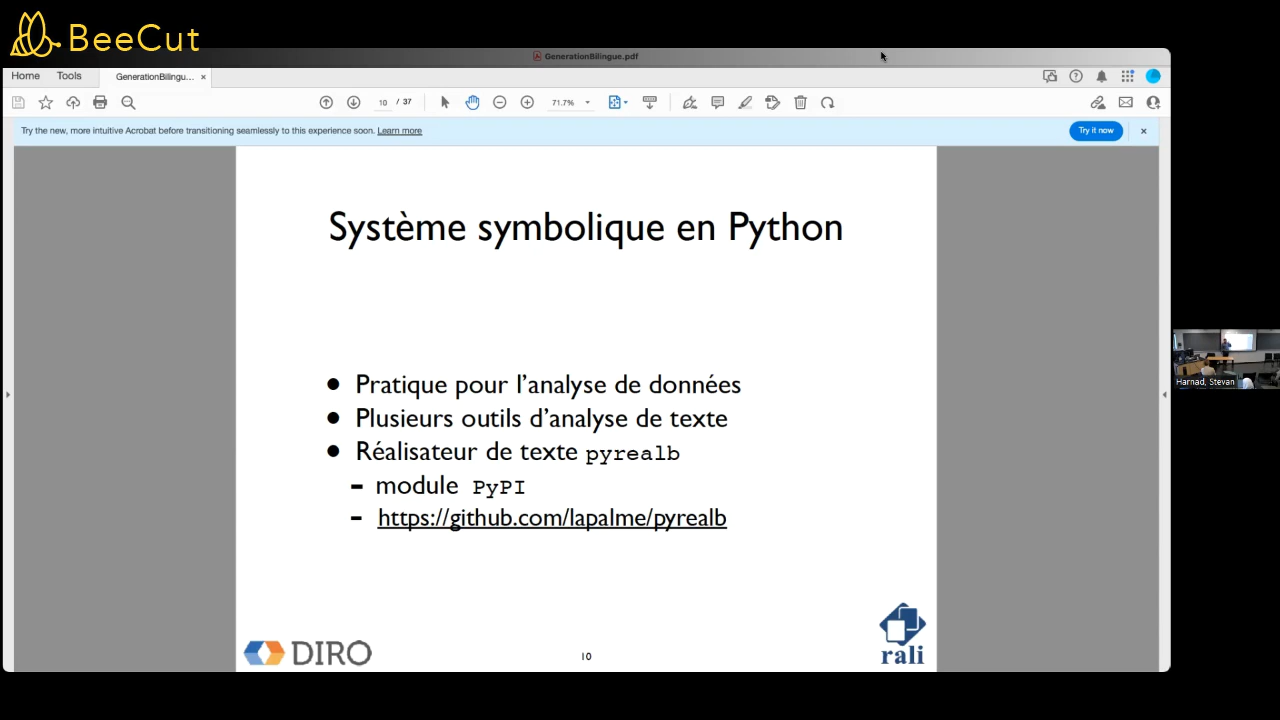 BeeCut
GenerationBilingue.pdf
Home Tools GenerationBilingu... ×
10 / 37 71.7%
Try the new, more intuitive Acrobat before transitioning seamlessly to this experience soon. Learn more Try it now ×
Système symbolique en Python
• Pratique pour l’analyse de données
• Plusieurs outils d’analyse de texte
• Réalisateur de texte pyrealb
- module PyPI
- https://github.com/lapalme/pyrealb
Harnad, Stevan
DIRO 10 rali